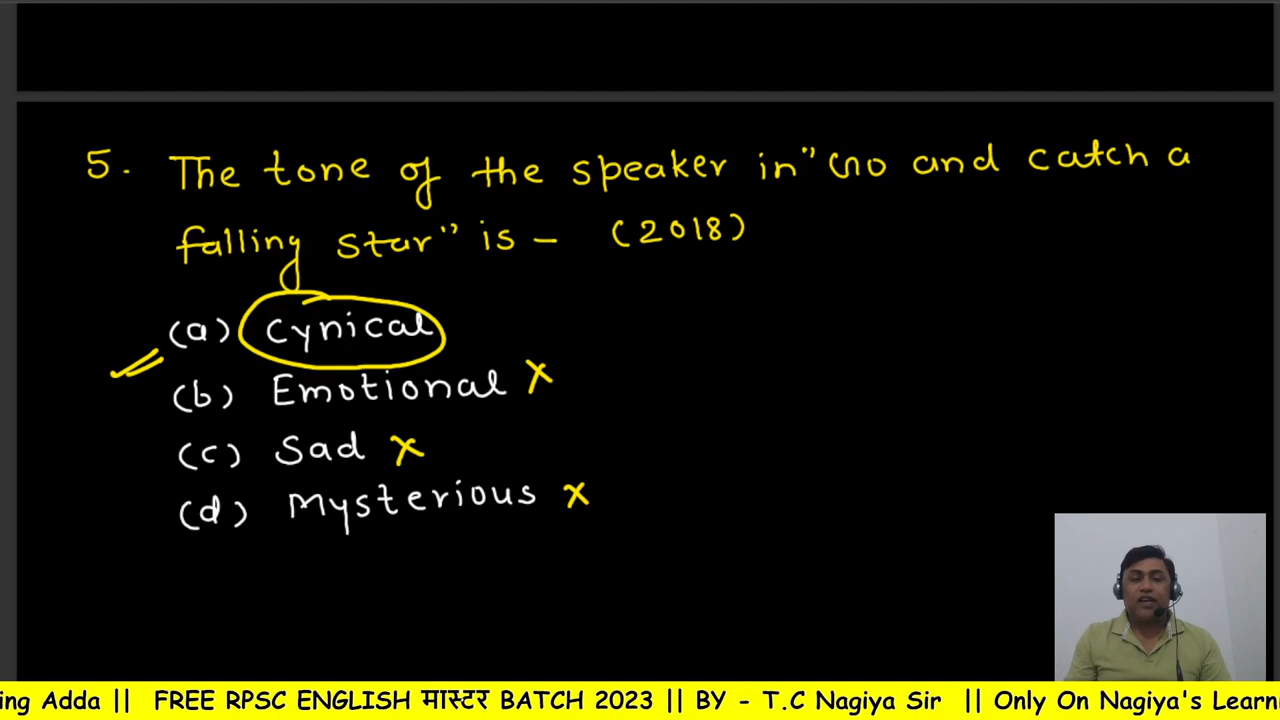 5. The tone of the speaker in "Go and catch a
falling star" is - (2018)
(a) Cynical
(b) Emotional x
(c) Sad x
(d) Mysterious x
ing Adda || FREE RPSC ENGLISH मास्टर BATCH 2023 || BY - T.C Nagiya Sir || Only On Nagiya's Learn